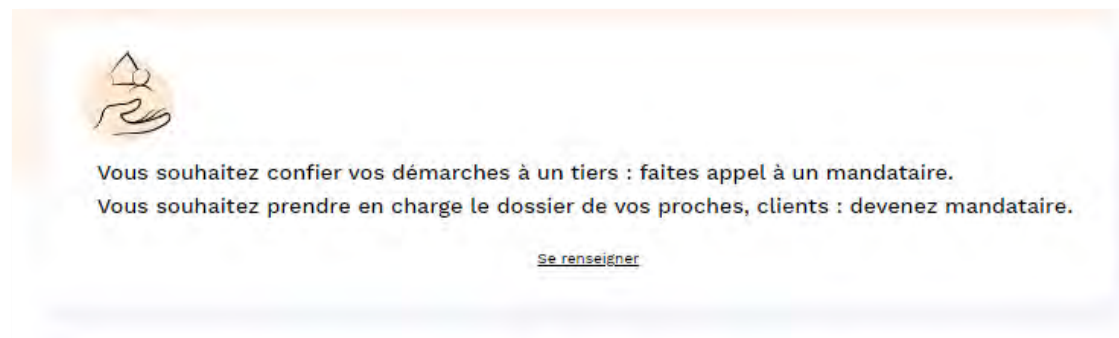 Vous souhaitez confier vos démarches à un tiers : faites appel à un mandataire.
Vous souhaitez prendre en charge le dossier de vos proches, clients : devenez mandataire.
Se renseigner